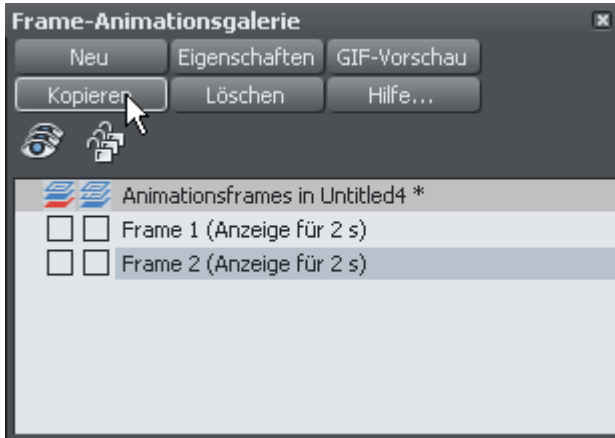 Frame-Animationsgalerie
Neu Eigenschaften GIF-Vorschau
Kopieren Löschen Hilfe...
Animationsframes in Untitled4 *
Frame 1 (Anzeige für 2 s)
Frame 2 (Anzeige für 2 s)